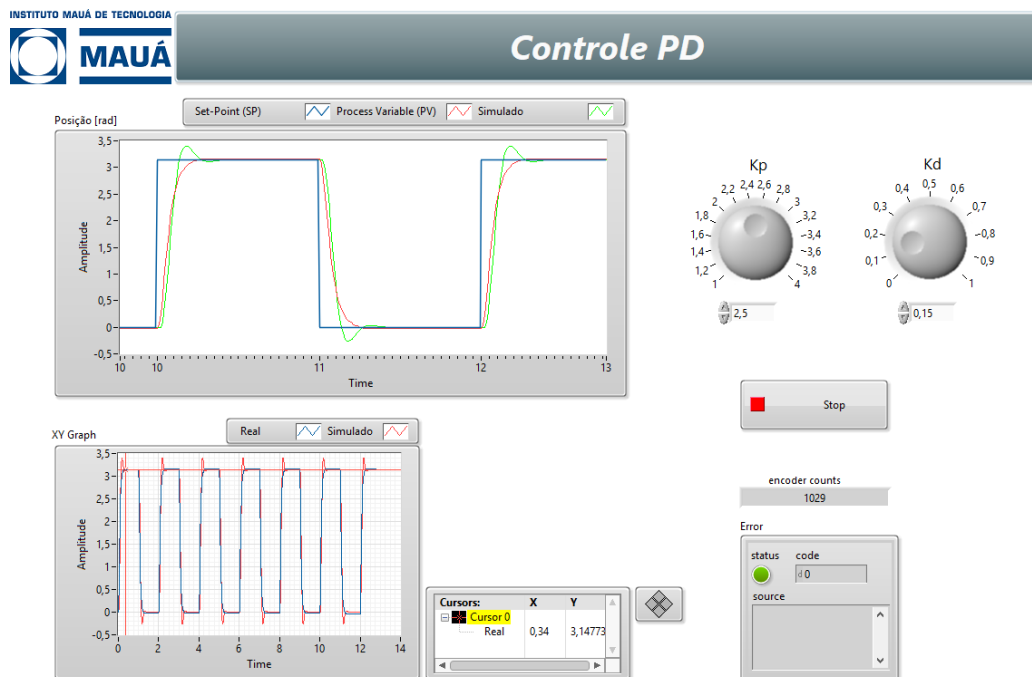 INSTITUTO MAUÁ DE TECNOLOGIA
MAUÁ
Controle PD
Posição [rad]
Set-Point (SP) Process Variable (PV) Simulado
Amplitude
3,5
3
2,5
2
1,5
1
0,5
0
-0,5
10 10 11 12 13
Time
Kp
1 1,2 1,4 1,6 1,8 2 2,2 2,4 2,6 2,8 3 3,2 3,4 3,6 3,8 4
2,5
Kd
0 0,1 0,2 0,3 0,4 0,5 0,6 0,7 0,8 0,9 1
0,15
Stop
XY Graph
Real Simulado
Amplitude
3,5
3
2,5
2
1,5
1
0,5
0
-0,5
0 2 4 6 8 10 12 14
Time
Cursors: X Y
Cursor 0
Real 0,34 3,14773
encoder counts
1029
Error
status code
d 0
source